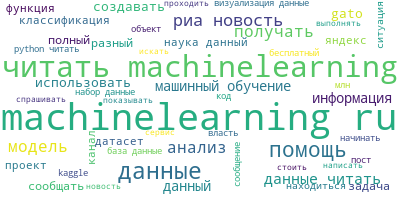 проходить визуализация данные
функция создавать
классификация риа новость gato
объект выполнять ситуация
полный разный наука данный получать яндекс
python читать искать бесплатный
читать machinelearning
использовать машинный обучение
набор данные млн
спрашивать показывать код информация
machinelearning ru
сервис власть начинать
модель канал датасет анализ помощь
база данные сообщение
проект kaggle данные стоить написать пост
сообщать новость данный данные читать
находиться задача